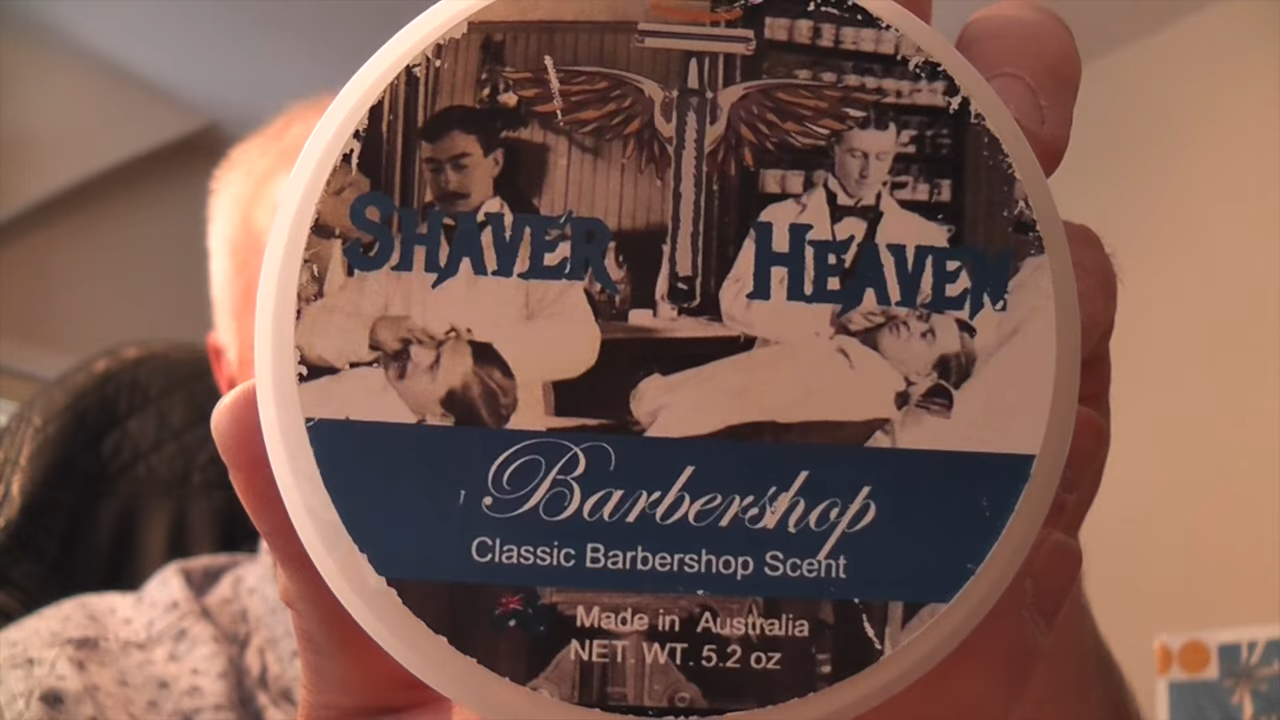 SHAVER HEAVEN
Barbershop
Classic Barbershop Scent
Made in Australia
NET. WT. 5.2 oz